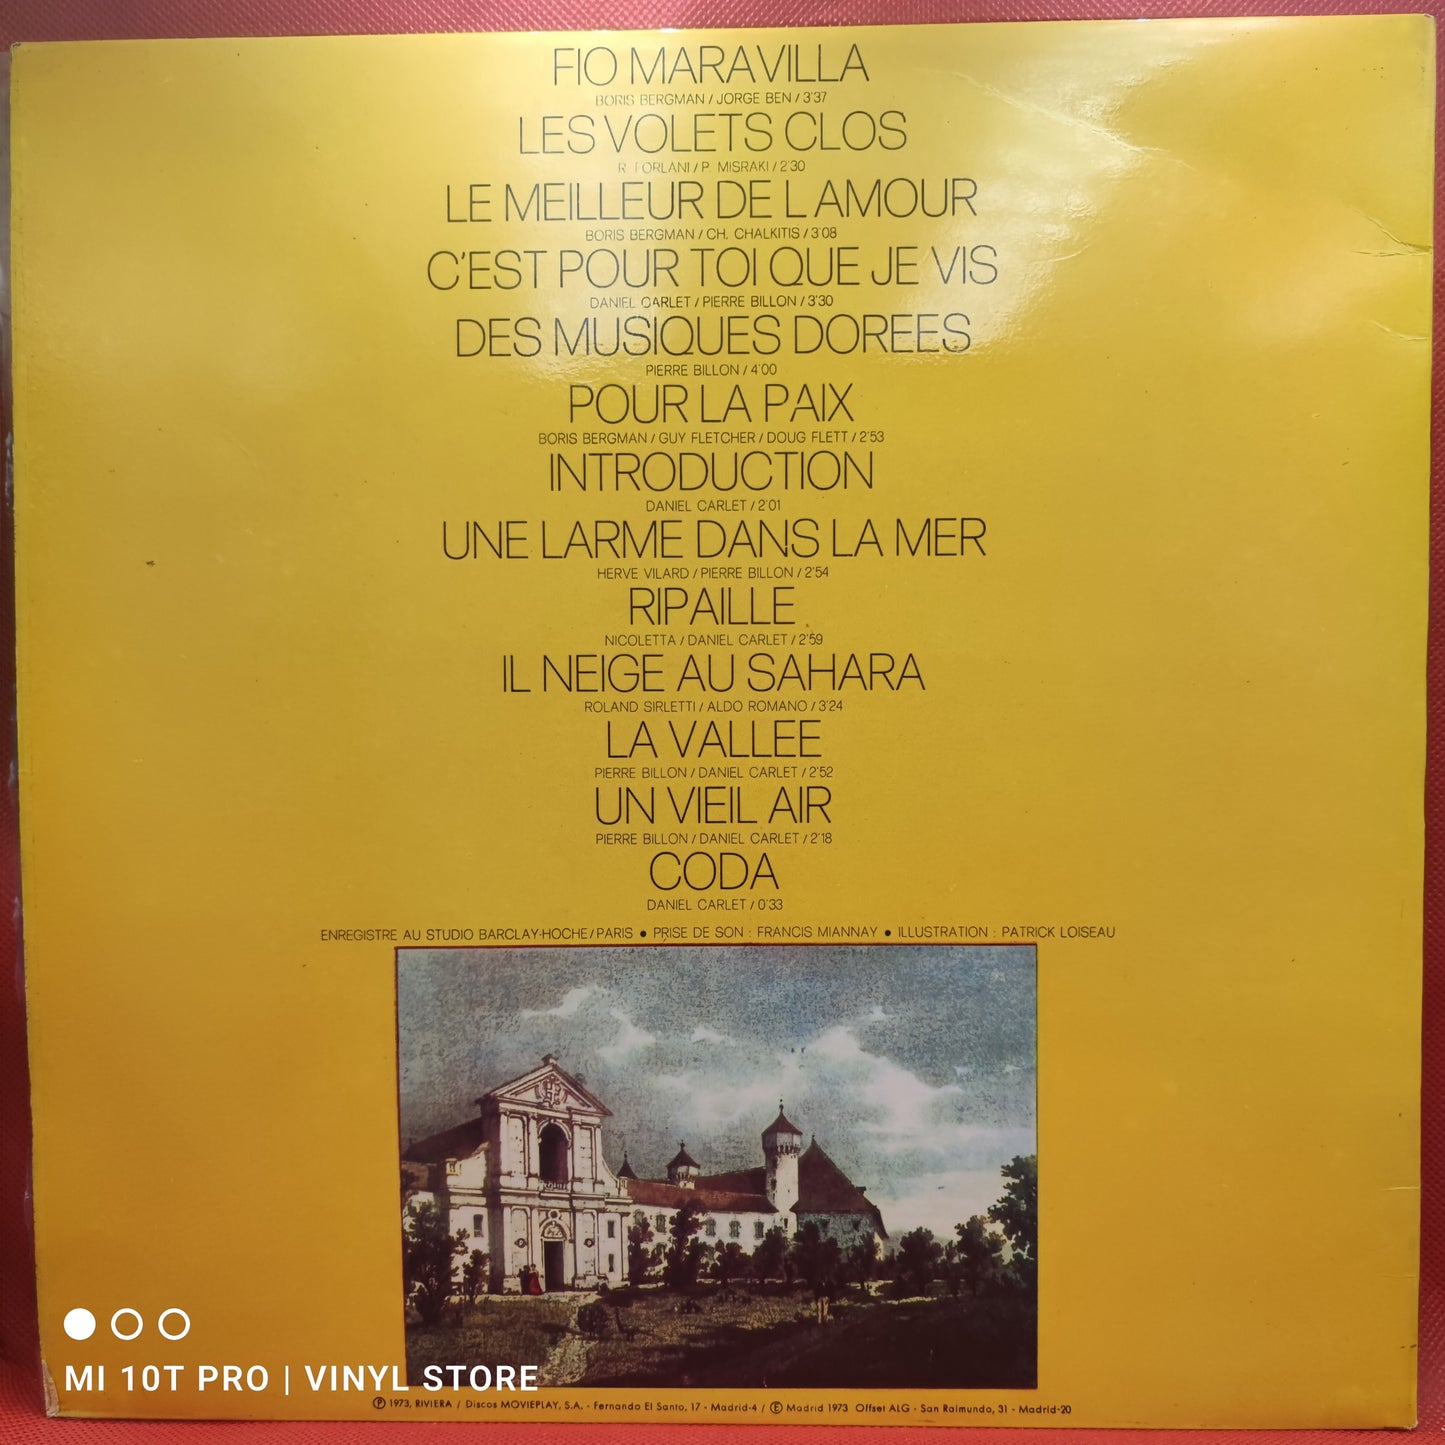 FIO MARAVILLA
BORIS BERGMAN / JORGE BEN / 3'37
LES VOLETS CLOS
R. FORLANI / P. MISRAKI / 2'30
LE MEILLEUR DE L AMOUR
BORIS BERGMAN / CH. CHALKITIS / 3'08
C'EST POUR TOI QUE JE VIS
DANIEL CARLET / PIERRE BILLON / 3'30
DES MUSIQUES DOREES
PIERRE BILLON / 4'00
POUR LA PAIX
BORIS BERGMAN / GUY FLETCHER / DOUG FLETT / 2'53
INTRODUCTION
DANIEL CARLET / 2'01
UNE LARME DANS LA MER
HERVE VILARD / PIERRE BILLON / 2'54
RIPAILLE
NICOLETTA / DANIEL CARLET / 2'59
IL NEIGE AU SAHARA
ROLAND SIRLETTI / ALDO ROMANO / 3'24
LA VALLEE
PIERRE BILLON / DANIEL CARLET / 2'52
UN VIEIL AIR
PIERRE BILLON / DANIEL CARLET / 2'18
CODA
DANIEL CARLET / 0'33
ENREGISTRE AU STUDIO BARCLAY-HOCHE / PARIS ● PRISE DE SON : FRANCIS MIANNAY ● ILLUSTRATION : PATRICK LOISEAU
MI 10T PRO | VINYL STORE
Ⓟ 1973, RIVIERA / Discos MOVIEPLAY, S.A. - Fernando El Santo, 17 - Madrid-4 / Ⓔ Madrid 1973 Offset ALG - San Raimundo, 31 - Madrid-20